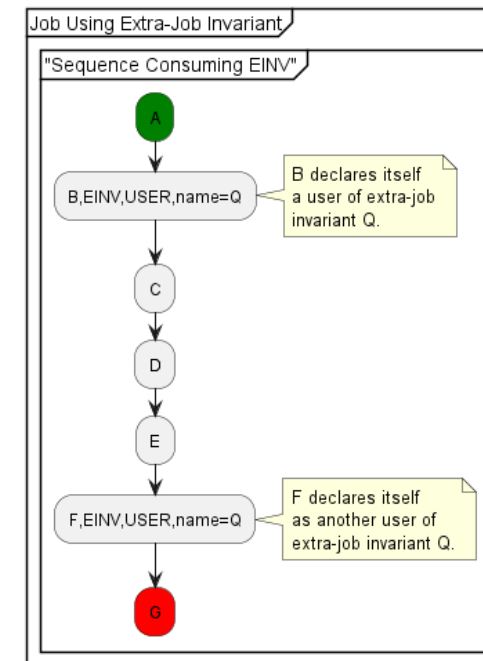 Job Using Extra-Job Invariant
"Sequence Consuming EINV"
A
B,EINV,USER,name=Q
B declares itself
a user of extra-job
invariant Q.
C
D
E
F,EINV,USER,name=Q
F declares itself
as another user of
extra-job invariant Q.
G